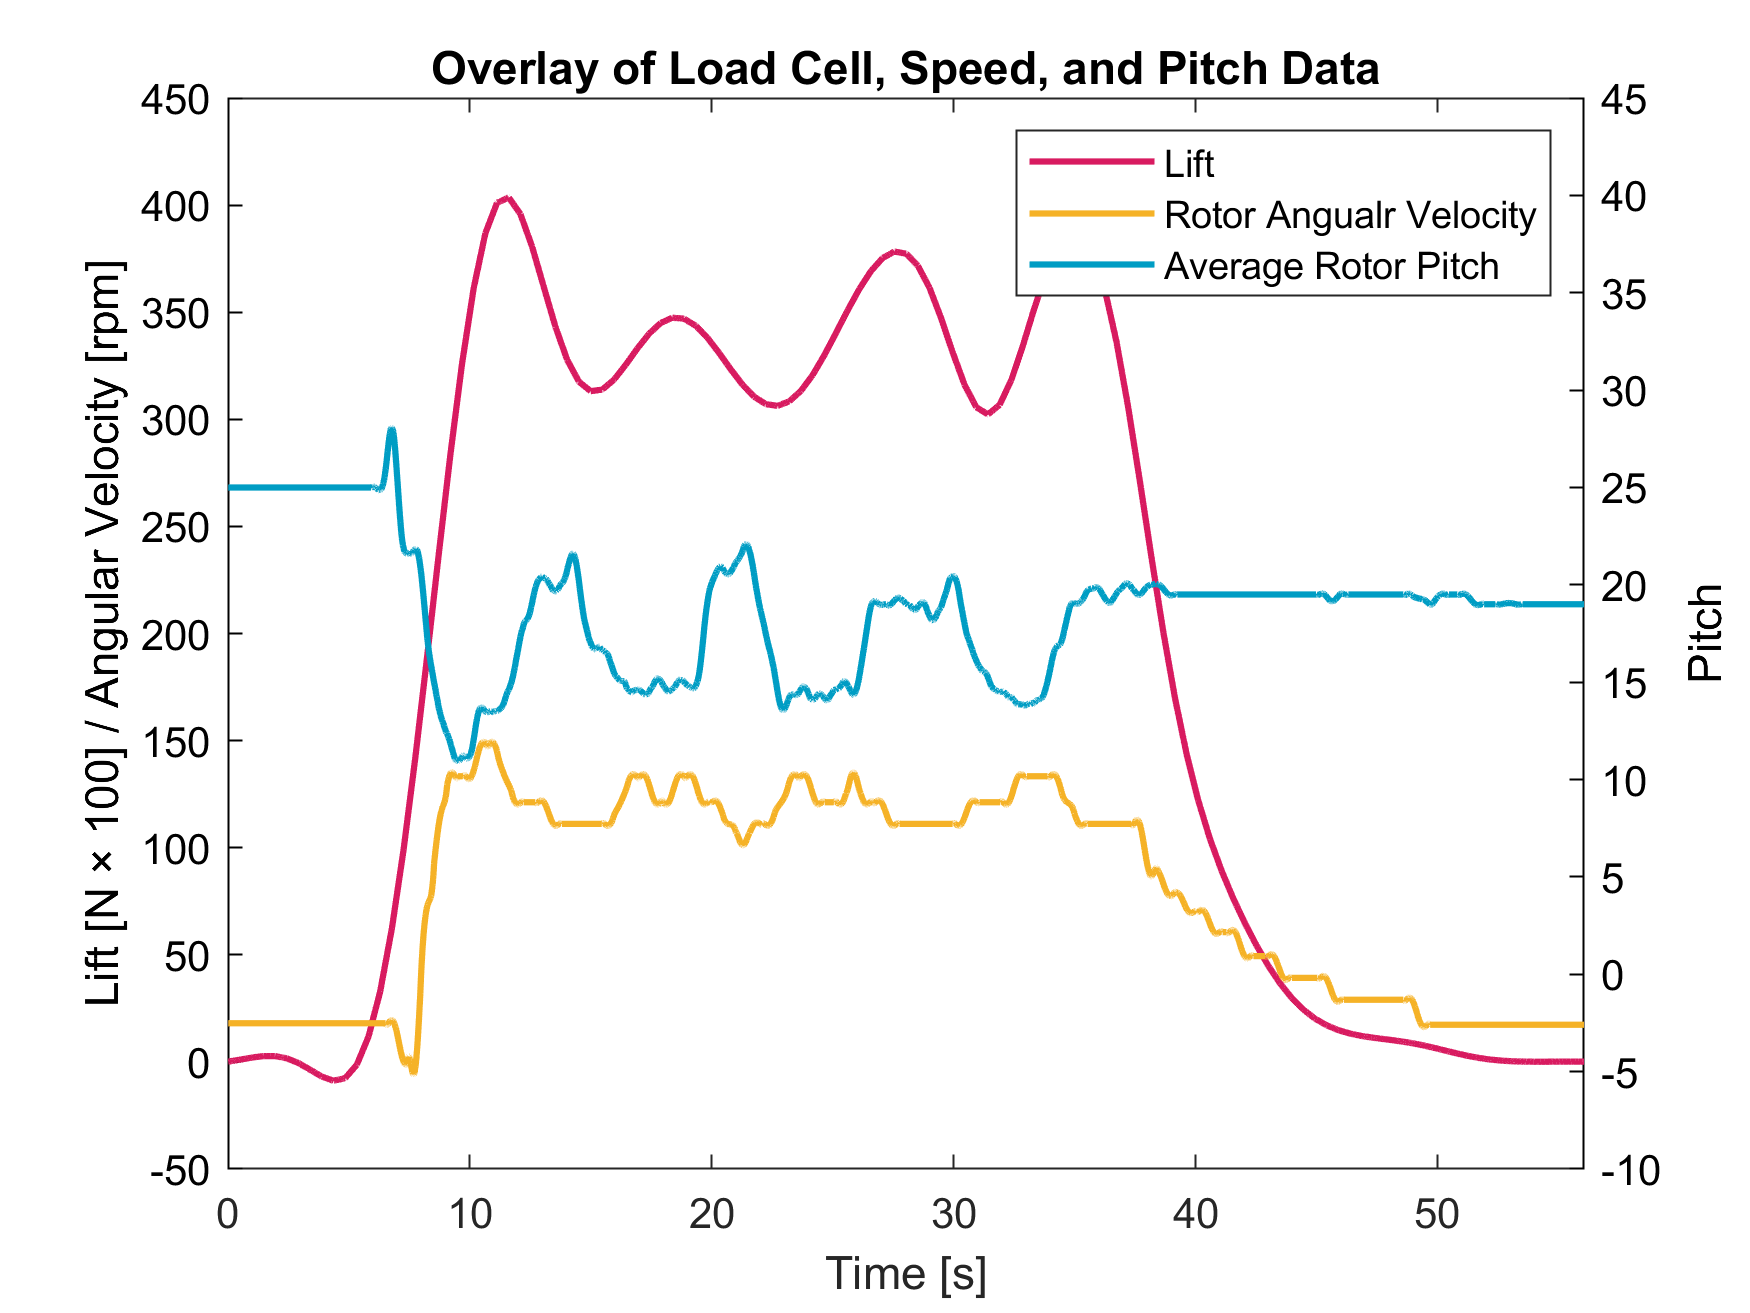 Overlay of Load Cell, Speed, and Pitch Data
Lift [N × 100] / Angular Velocity [rpm]
450
400
350
300
250
200
150
100
50
0
-50
Lift
Rotor Angualr Velocity
Average Rotor Pitch
45
40
35
30
25
20
15
10
5
0
-5
-10
Pitch
0 10 20 30 40 50
Time [s]